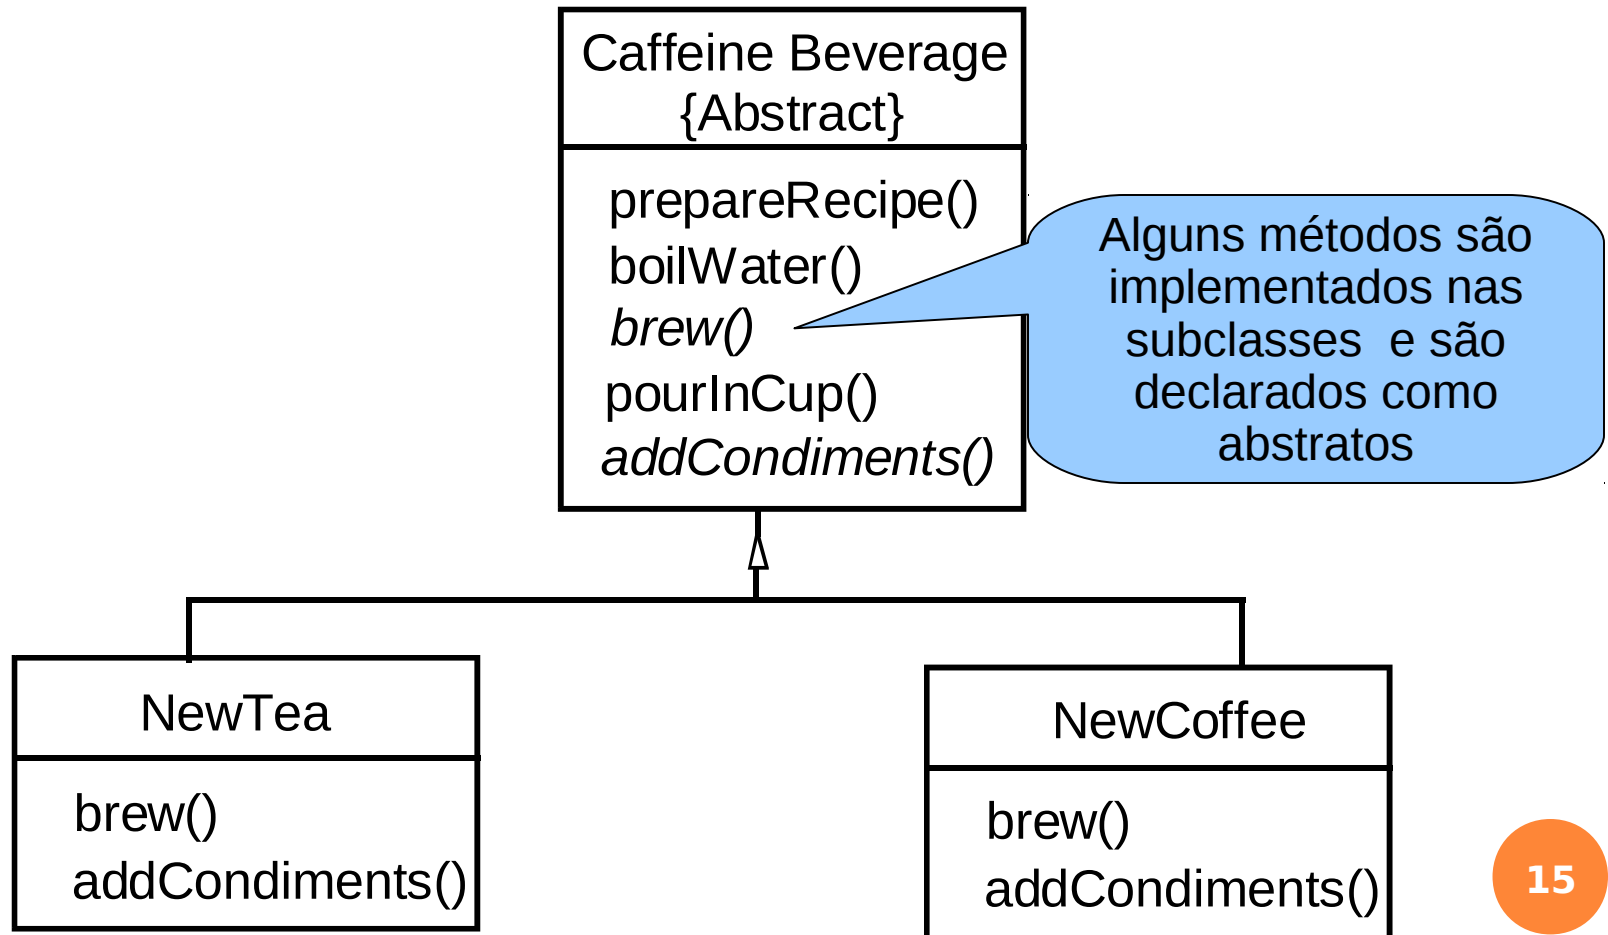 Caffeine Beverage
{Abstract}
prepareRecipe()
boilWater()
brew()
pourInCup()
addCondiments()
Alguns métodos são
implementados nas
subclasses  e são
declarados como
abstratos
NewTea
brew()
addCondiments()
NewCoffee
brew()
addCondiments()
15